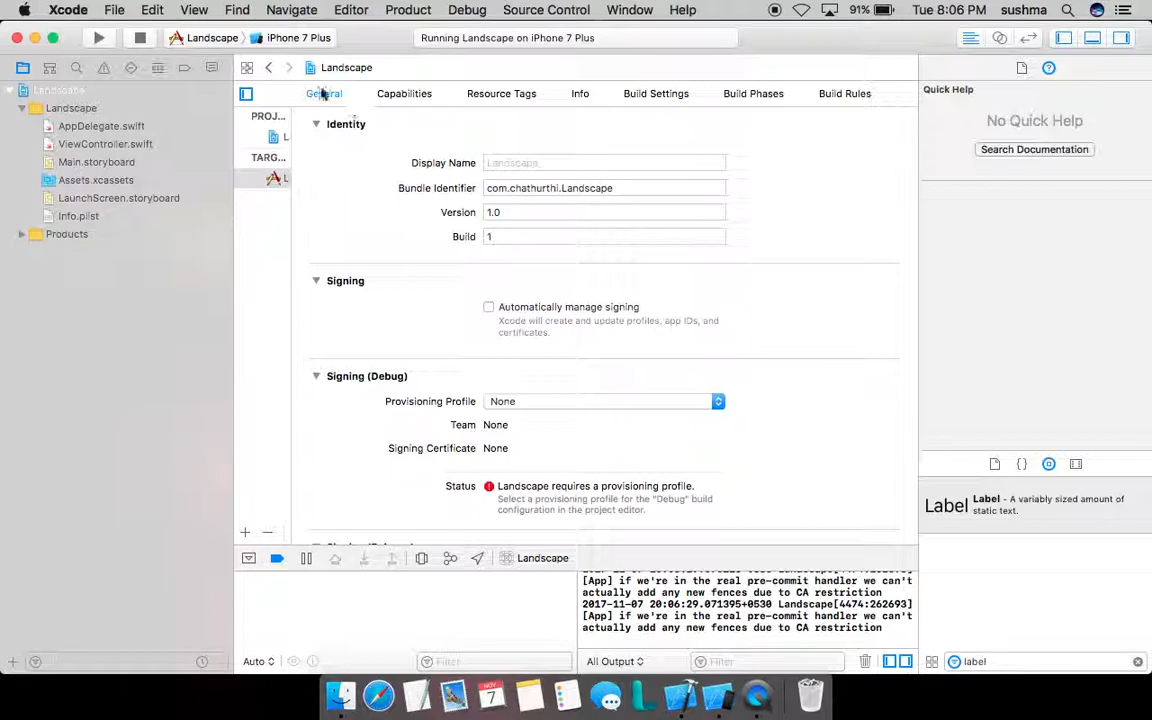 Xcode File Edit View Find Navigate Editor Product Debug Source Control Window Help 91% Tue 8:06 PM sushma
Landscape iPhone 7 Plus Running Landscape on iPhone 7 Plus
Landscape
Landscape
General Capabilities Resource Tags Info Build Settings Build Phases Build Rules
Landscape
AppDelegate.swift
ViewController.swift
Main.storyboard
Assets.xcassets
LaunchScreen.storyboard
Info.plist
Products
PROJ...
L
TARG...
L
Identity
Display Name Landscape
Bundle Identifier com.chathurthi.Landscape
Version 1.0
Build 1
Signing
Automatically manage signing
Xcode will create and update profiles, app IDs, and
certificates.
Signing (Debug)
Provisioning Profile None
Team None
Signing Certificate None
Status Landscape requires a provisioning profile.
Select a provisioning profile for the "Debug" build
configuration in the project editor.
Quick Help
No Quick Help
Search Documentation
Label Label - A variably sized amount of
static text.
Landscape
[App] if we're in the real pre-commit handler we can't
actually add any new fences due to CA restriction
2017-11-07 20:06:29.071395+0530 Landscape[4474:262693]
[App] if we're in the real pre-commit handler we can't
actually add any new fences due to CA restriction
Auto Filter All Output Filter label
NOV
7